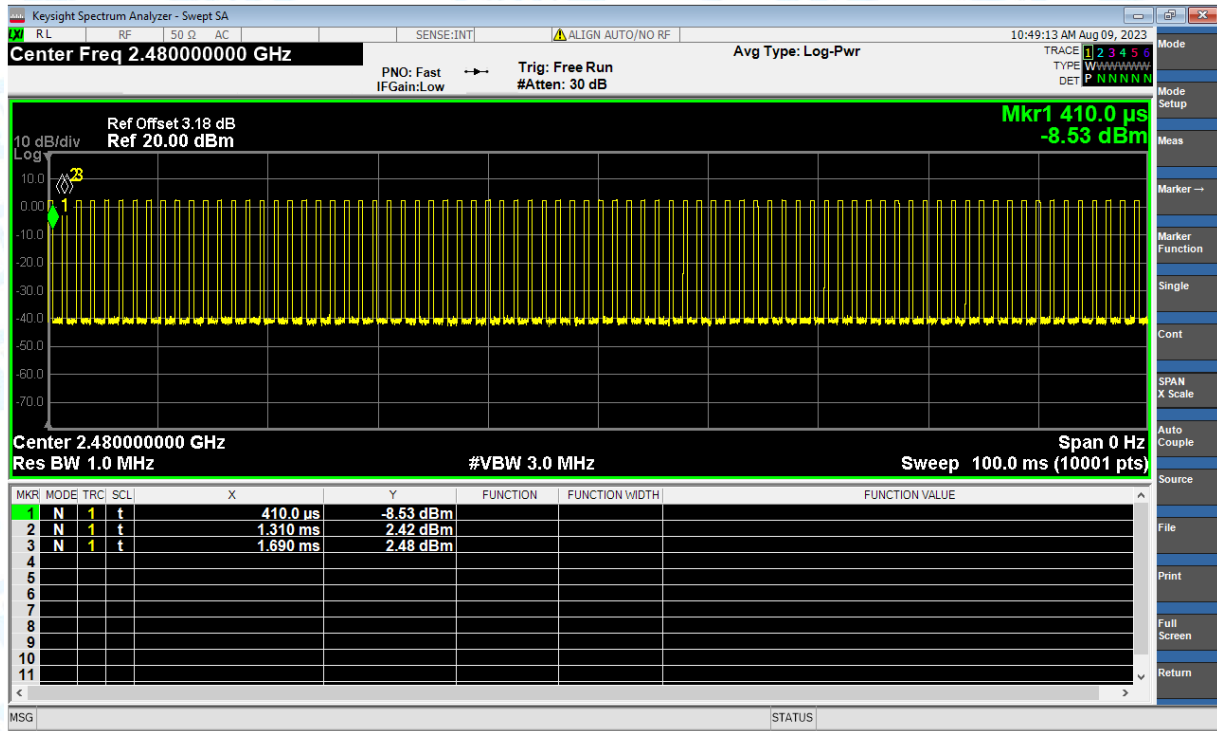 Keysight Spectrum Analyzer - Swept SA
LXI RL RF 50 Ω AC SENSE:INT ALIGN AUTO/NO RF 10:49:13 AM Aug 09, 2023
Center Freq 2.480000000 GHz
Avg Type: Log-Pwr
TRACE 1 2 3 4 5 6
TYPE WWWWWW
DET P N N N N N
PNO: Fast
IFGain:Low
Trig: Free Run
#Atten: 30 dB
Mkr1 410.0 µs
-8.53 dBm
Ref Offset 3.18 dB
10 dB/div Ref 20.00 dBm
Log
10.0
0.00
-10.0
-20.0
-30.0
-40.0
-50.0
-60.0
-70.0
1
2
3
Center 2.480000000 GHz Span 0 Hz
Res BW 1.0 MHz #VBW 3.0 MHz Sweep 100.0 ms (10001 pts)
MKR MODE TRC SCL X Y FUNCTION FUNCTION WIDTH FUNCTION VALUE
1 N 1 t 410.0 µs -8.53 dBm
2 N 1 t 1.310 ms 2.42 dBm
3 N 1 t 1.690 ms 2.48 dBm
4
5
6
7
8
9
10
11
MSG STATUS
Mode
Mode
Setup
Meas
Marker →
Marker
Function
Single
Cont
SPAN
X Scale
Auto
Couple
Source
File
Print
Full
Screen
Return